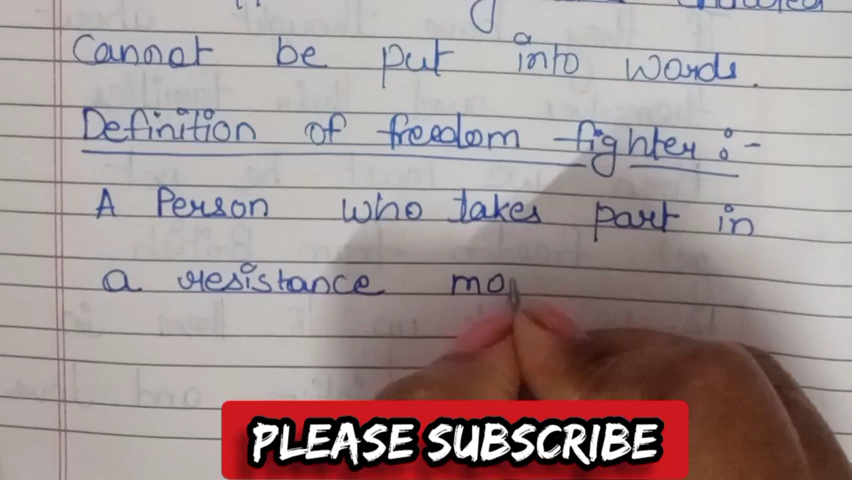 Cannot be put into words.
Definition of freedom fighter :-
A Person who takes part in
a resistance mo
PLEASE SUBSCRIBE